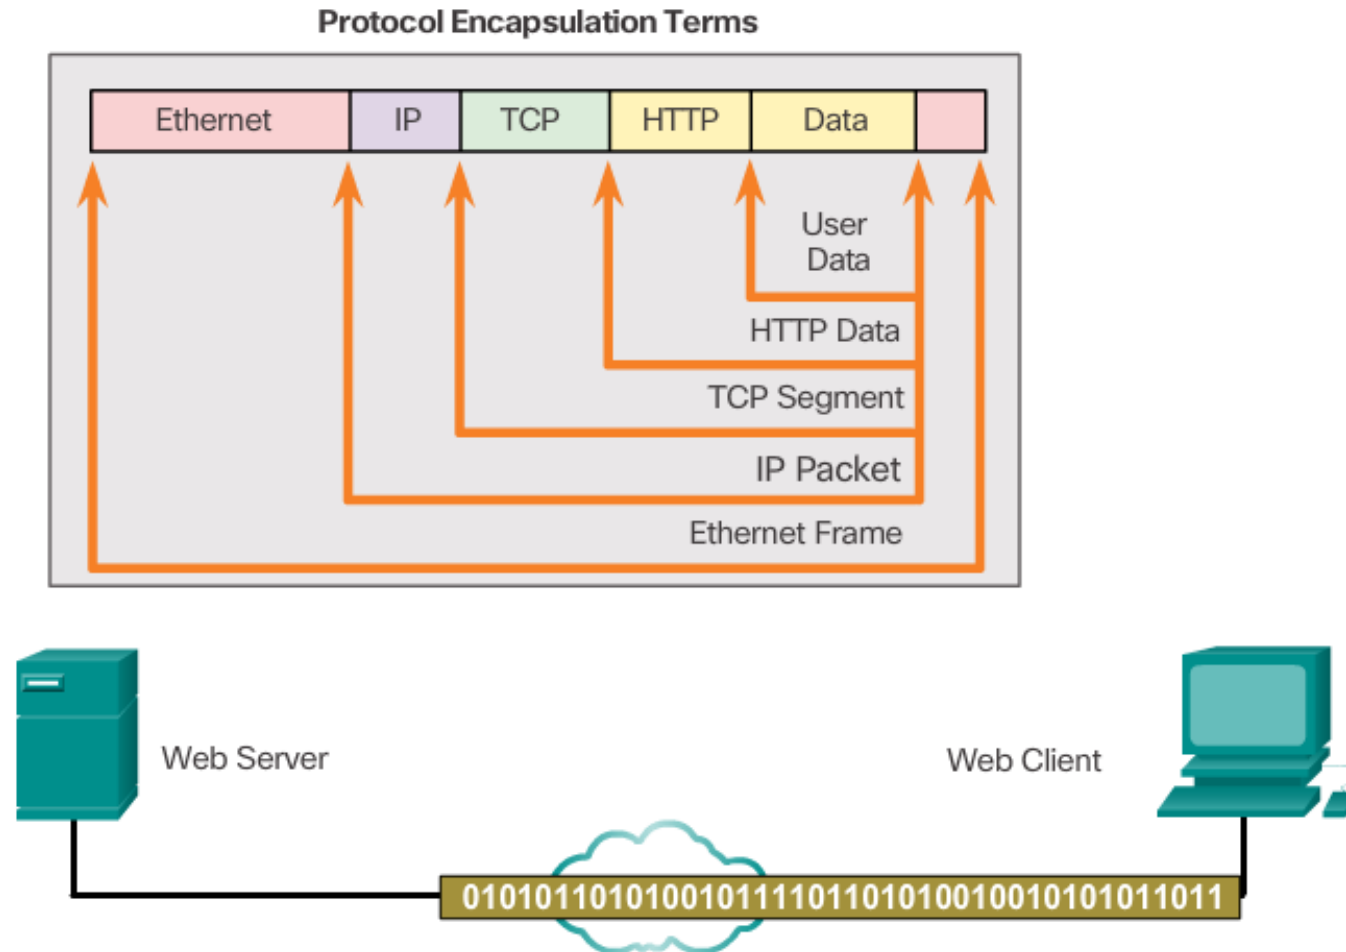 Protocol Encapsulation Terms
Ethernet IP TCP HTTP Data
User
Data
HTTP Data
TCP Segment
IP Packet
Ethernet Frame
Web Server
Web Client
01010110101001011110110101001001010101011011